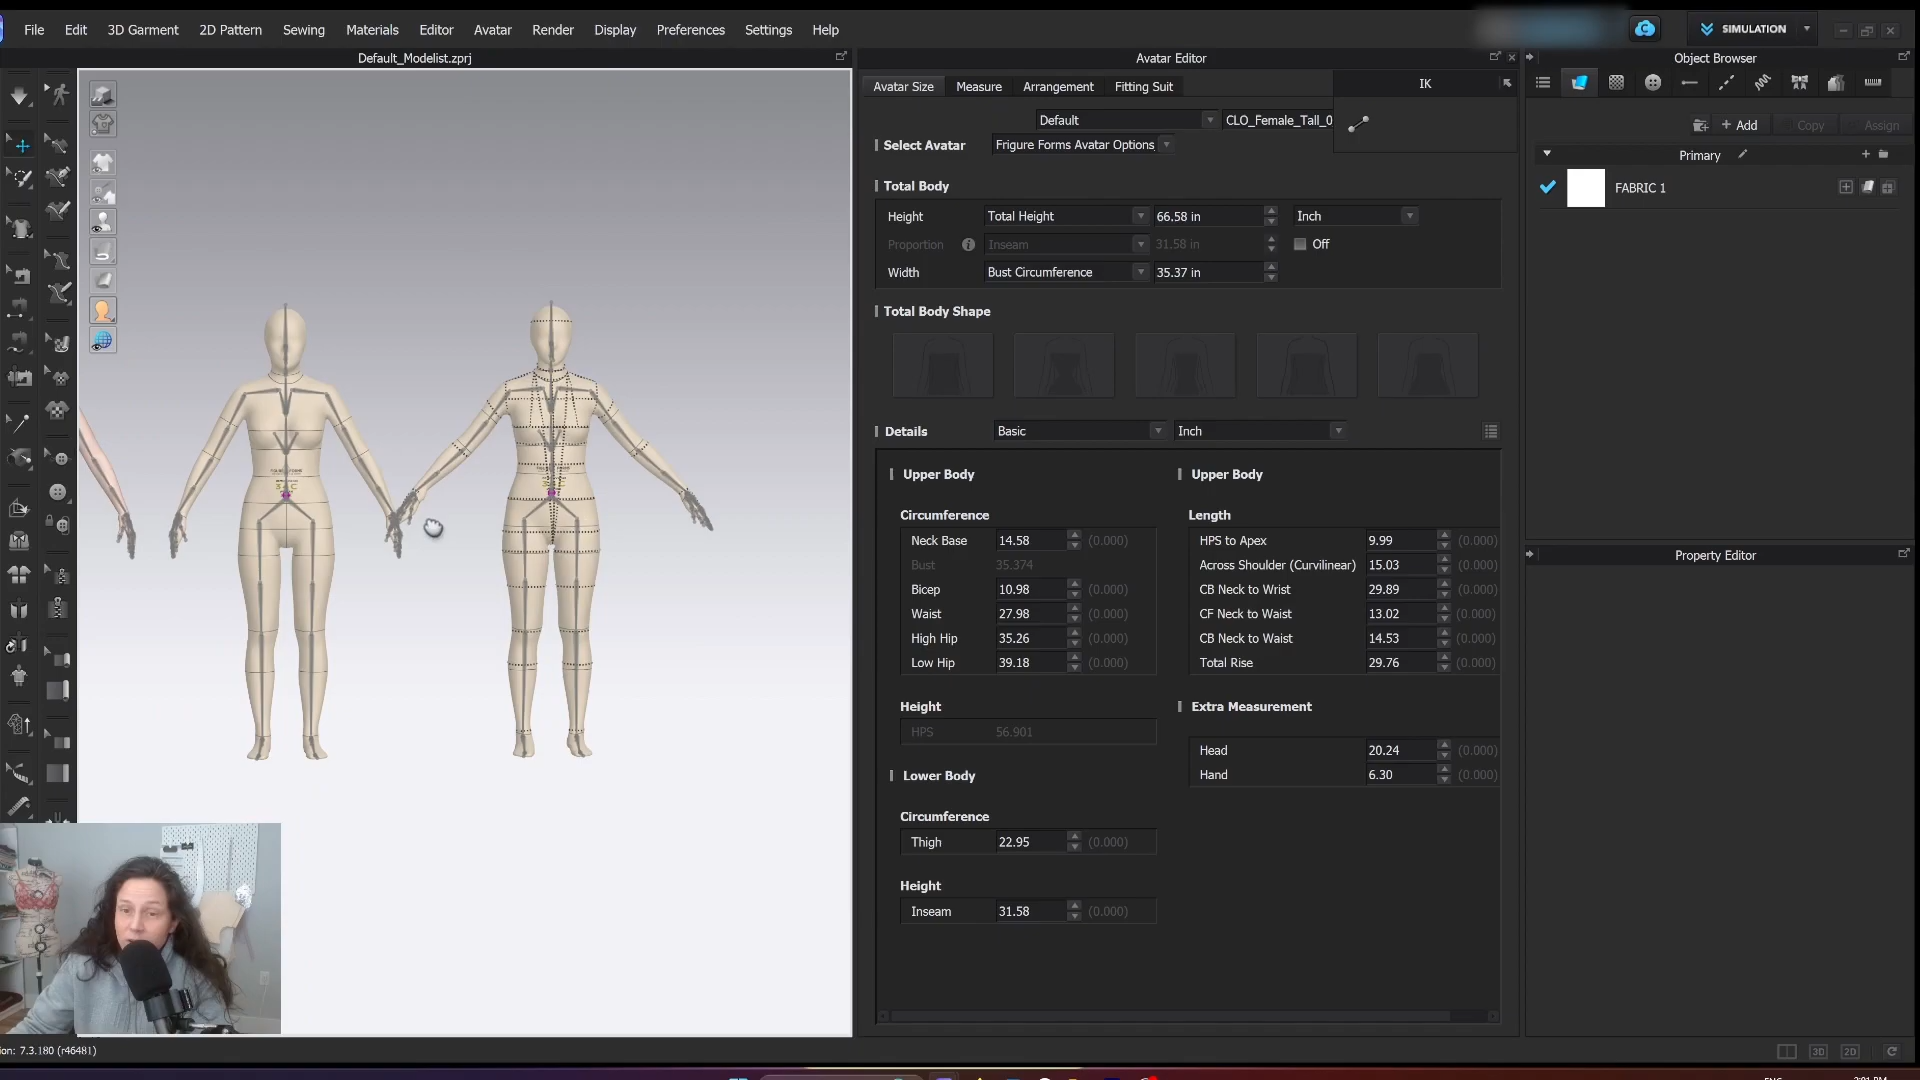 File Edit 3D Garment 2D Pattern Sewing Materials Editor Avatar Render Display Preferences Settings Help
SIMULATION
Default_Modelist.zprj
Avatar Editor
Object Browser
Avatar Size Measure Arrangement Fitting Suit
IK
Default CLO_Female_Tall_0
Select Avatar Frigure Forms Avatar Options
+ Add Copy Assign
Primary
FABRIC 1
Total Body
Height Total Height 66.58 in Inch
Proportion Inseam 31.58 in Off
Width Bust Circumference 35.37 in
Total Body Shape
Details Basic Inch
Upper Body
Circumference
Neck Base 14.58 (0.000)
Bust 35.374
Bicep 10.98 (0.000)
Waist 27.98 (0.000)
High Hip 35.26 (0.000)
Low Hip 39.18 (0.000)
Height
HPS 56.901
Lower Body
Circumference
Thigh 22.95 (0.000)
Height
Inseam 31.58 (0.000)
Upper Body
Length
HPS to Apex 9.99 (0.000)
Across Shoulder (Curvilinear) 15.03 (0.000)
CB Neck to Wrist 29.89 (0.000)
CF Neck to Waist 13.02 (0.000)
CB Neck to Waist 14.53 (0.000)
Total Rise 29.76 (0.000)
Extra Measurement
Head 20.24 (0.000)
Hand 6.30 (0.000)
Property Editor
ion: 7.3.180 (r46481)
3D 2D